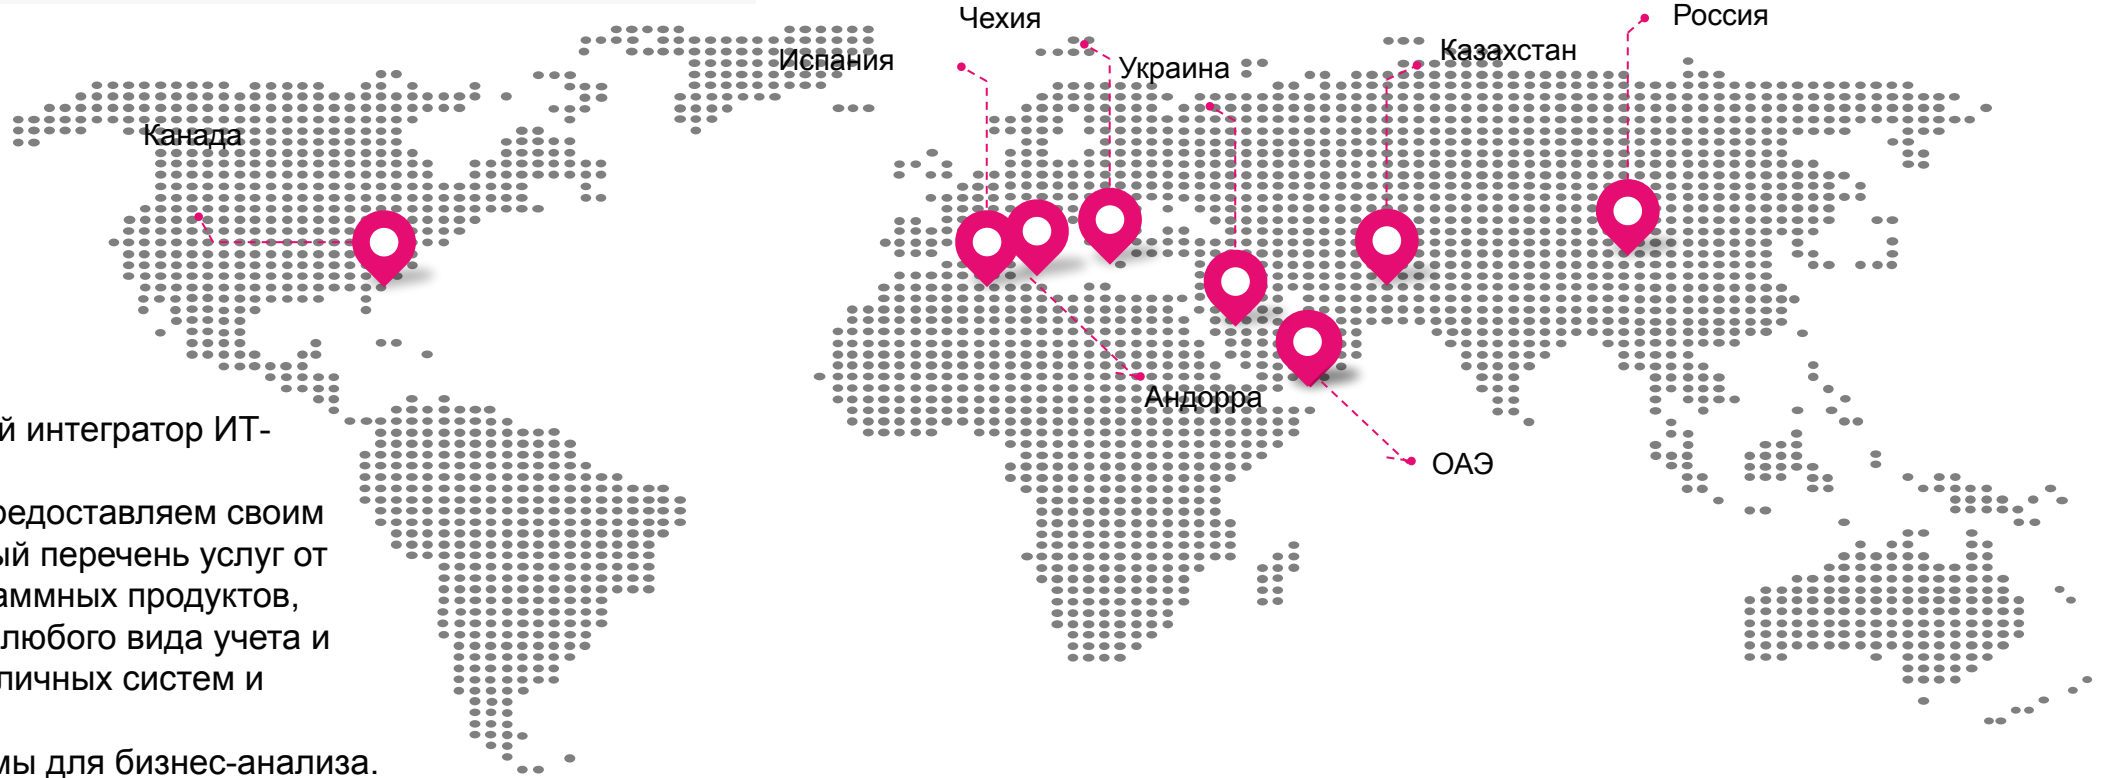 Чехия
Россия
Испания
Украина
Казахстан
Канада
Андорра
ОАЭ
й интегратор ИТ-
редоставляем своим
ый перечень услуг от
аммных продуктов,
любого вида учета и
личных систем и
мы для бизнес-анализа.